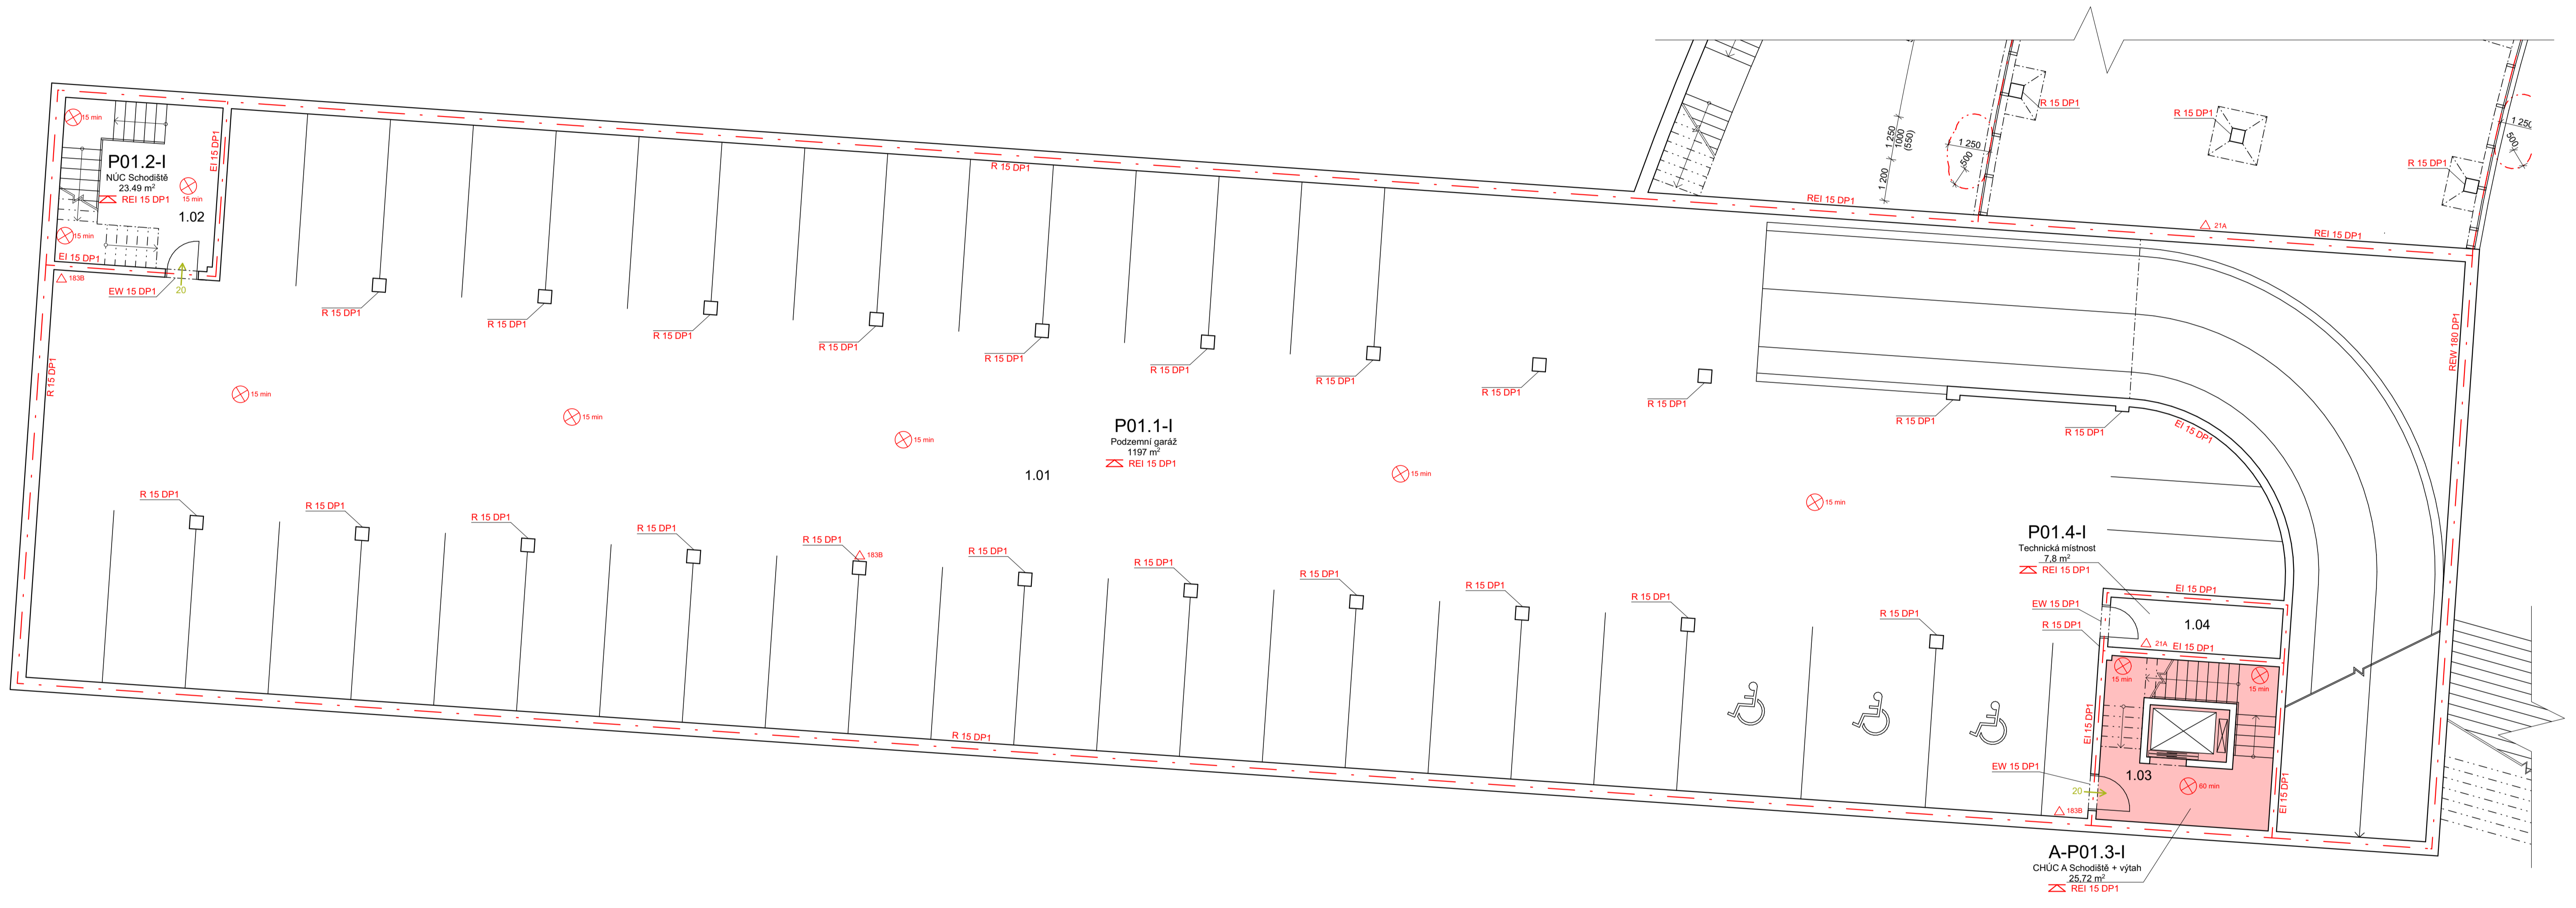 R 15 DP1
R 15 DP1
R 15 DP1
1 250
1000
(550)
1 200
1 250
500
500
R 15 DP1
15 min
EI 15 DP1
P01.2-I
NÚC Schodiště
23.49 m²
REI 15 DP1
15 min
1.02
15 min
EI 15 DP1
183B
EW 15 DP1
20
R 15 DP1
REI 15 DP1
21A
REI 15 DP1
R 15 DP1
R 15 DP1
R 15 DP1
R 15 DP1
R 15 DP1
R 15 DP1
R 15 DP1
R 15 DP1
R 15 DP1
R 15 DP1
R 15 DP1
EI 15 DP1
REW 180 DP1
R 15 DP1
15 min
15 min
15 min
15 min
15 min
P01.1-I
Podzemní garáž
1197 m²
REI 15 DP1
1.01
R 15 DP1
R 15 DP1
R 15 DP1
R 15 DP1
R 15 DP1
183B
R 15 DP1
R 15 DP1
R 15 DP1
R 15 DP1
R 15 DP1
R 15 DP1
P01.4-I
Technická místnost
7,8 m²
REI 15 DP1
EI 15 DP1
EW 15 DP1
1.04
R 15 DP1
21A
EI 15 DP1
15 min
15 min
EI 15 DP1
R 15 DP1
EW 15 DP1
1.03
60 min
20
183B
EI 15 DP1
A-P01.3-I
CHÚC A Schodiště + výtah
25,72 m²
REI 15 DP1